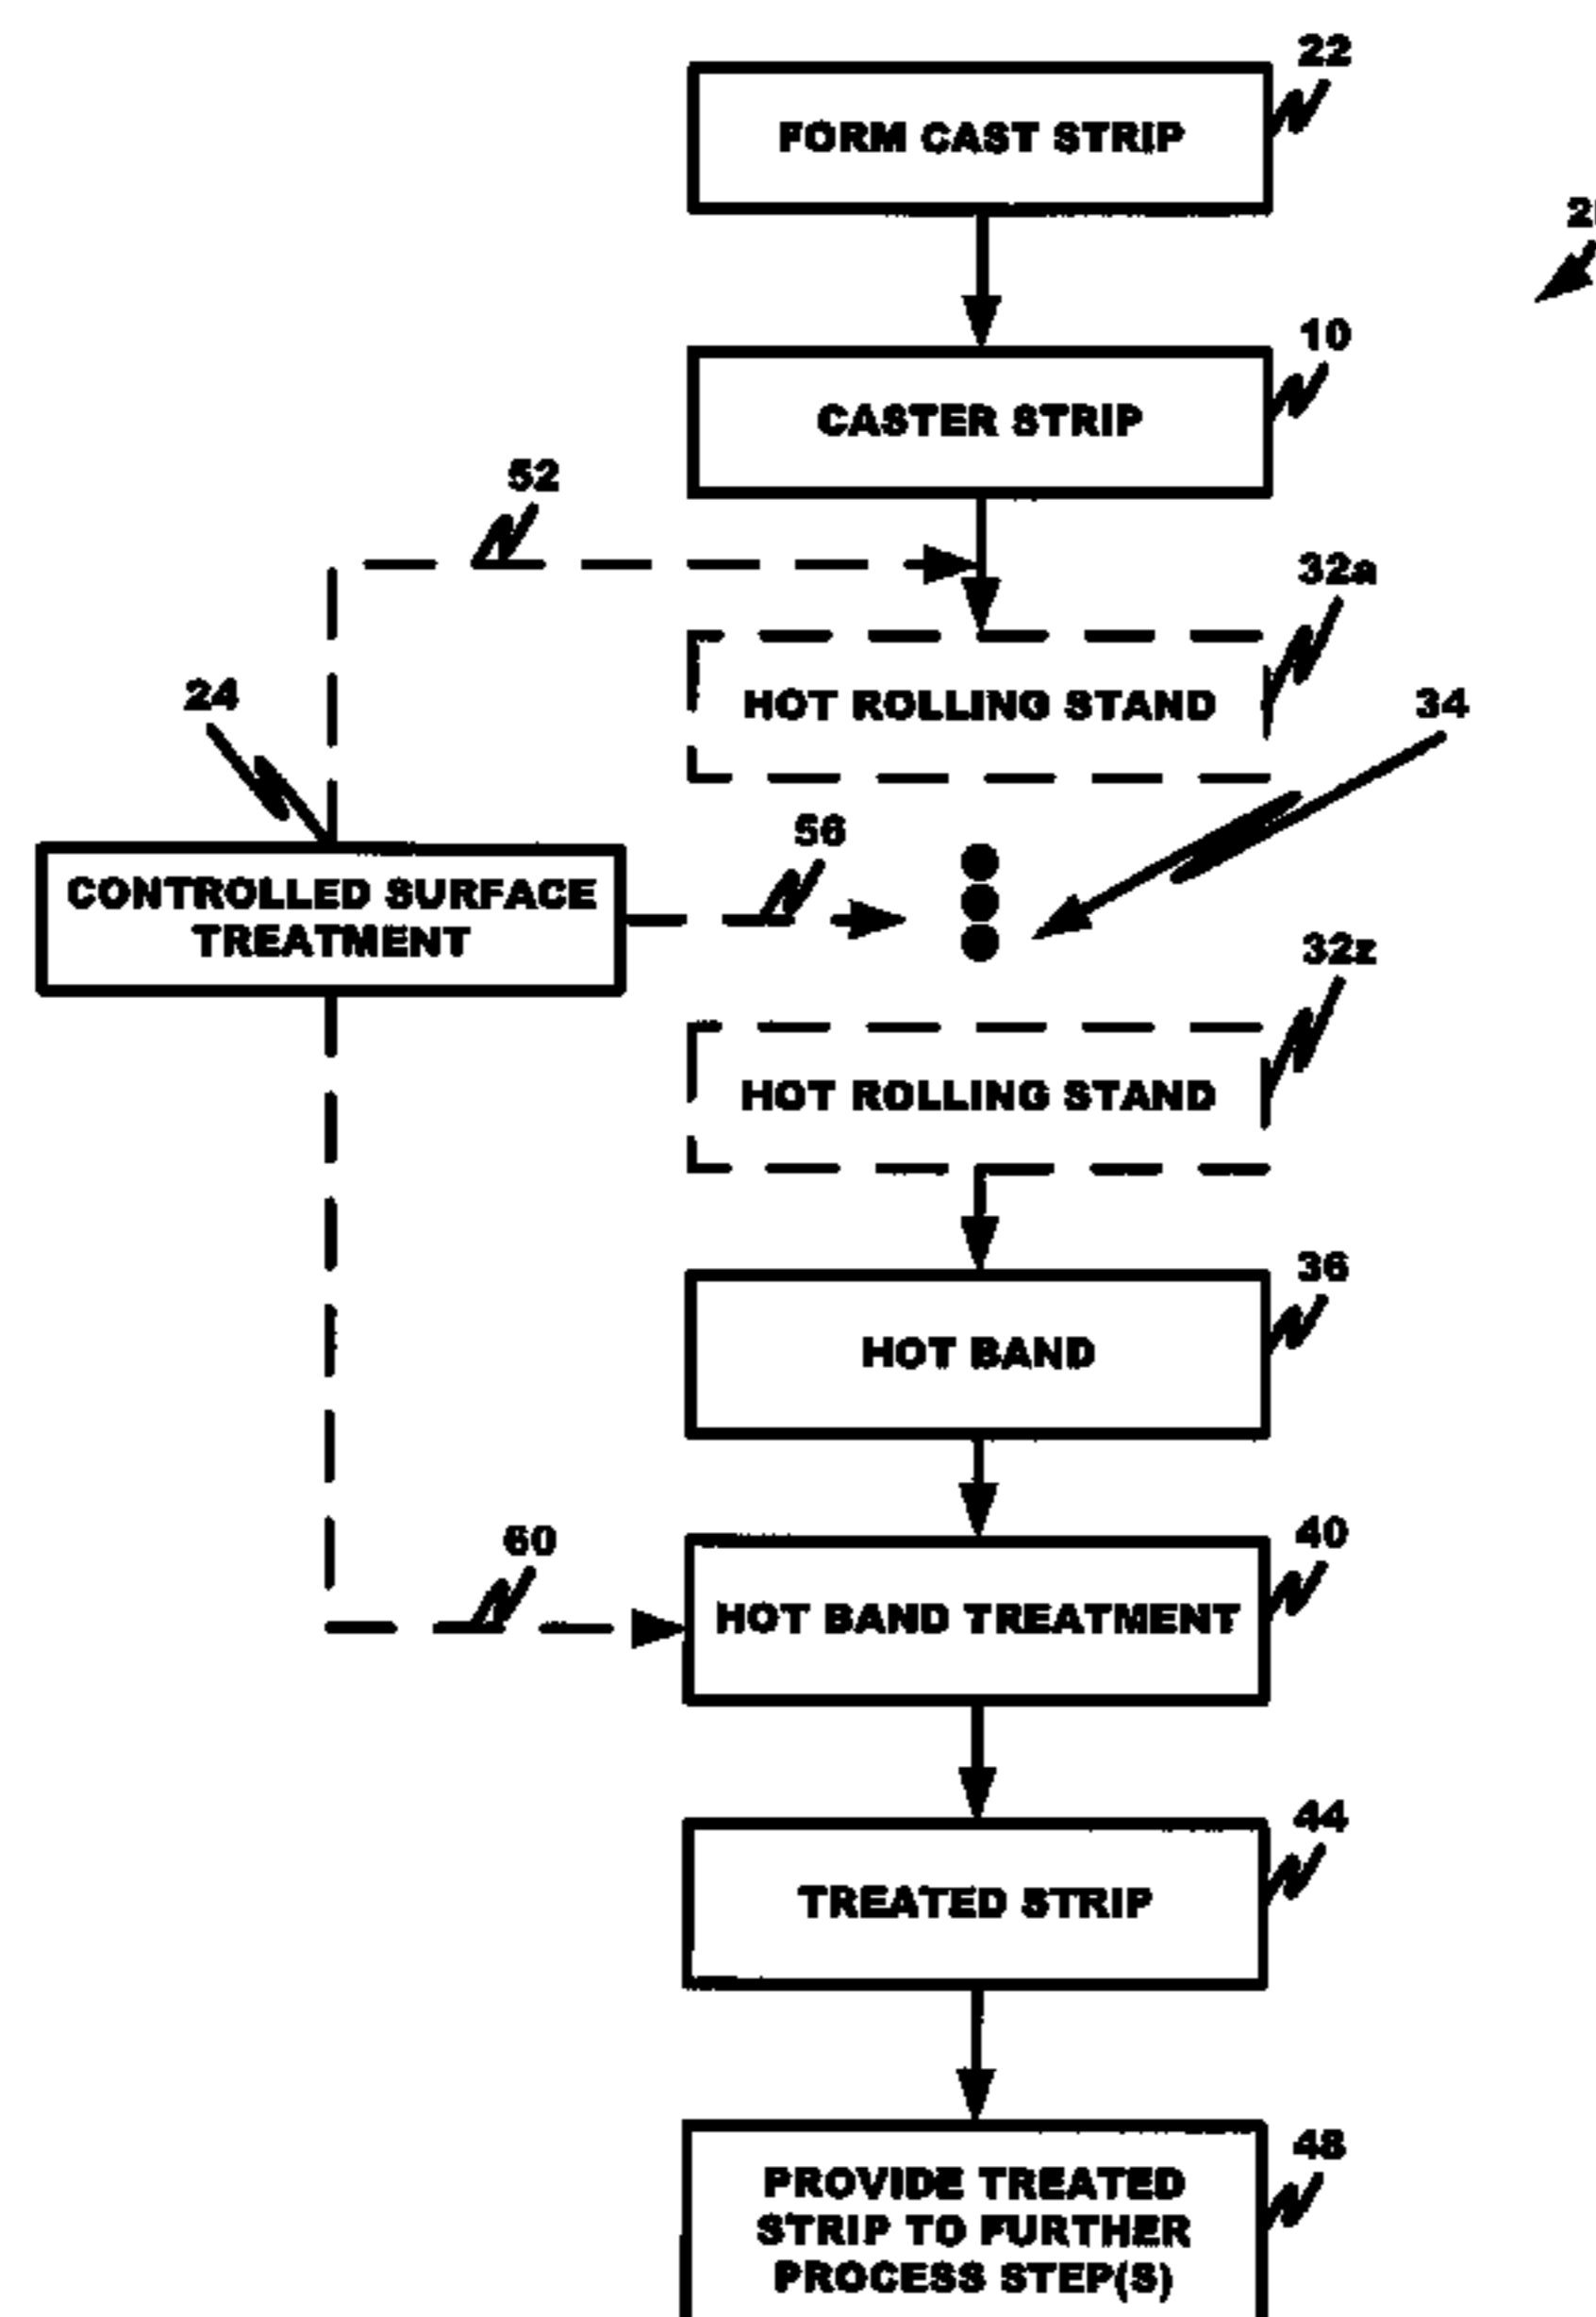 22
FORM CAST STRIP
10
CASTER STRIP
52
32a
HOT ROLLING STAND
24
34
CONTROLLED SURFACE
TREATMENT
56
32z
HOT ROLLING STAND
36
HOT BAND
60
40
HOT BAND TREATMENT
44
TREATED STRIP
48
PROVIDE TREATED
STRIP TO FURTHER
PROCESS STEP(S)